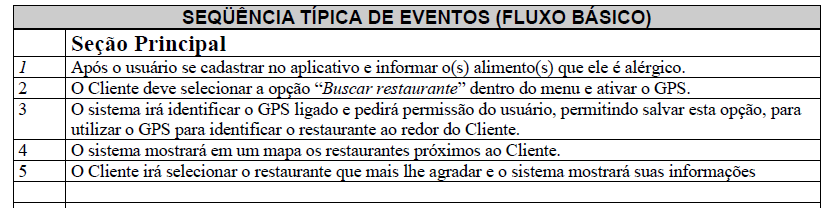 SEQÜÊNCIA TÍPICA DE EVENTOS (FLUXO BÁSICO)
Seção Principal
1 Após o usuário se cadastrar no aplicativo e informar o(s) alimento(s) que ele é alérgico.
2 O Cliente deve selecionar a opção “Buscar restaurante” dentro do menu e ativar o GPS.
3 O sistema irá identificar o GPS ligado e pedirá permissão do usuário, permitindo salvar esta opção, para
utilizar o GPS para identificar o restaurante ao redor do Cliente.
4 O sistema mostrará em um mapa os restaurantes próximos ao Cliente.
5 O Cliente irá selecionar o restaurante que mais lhe agradar e o sistema mostrará suas informações